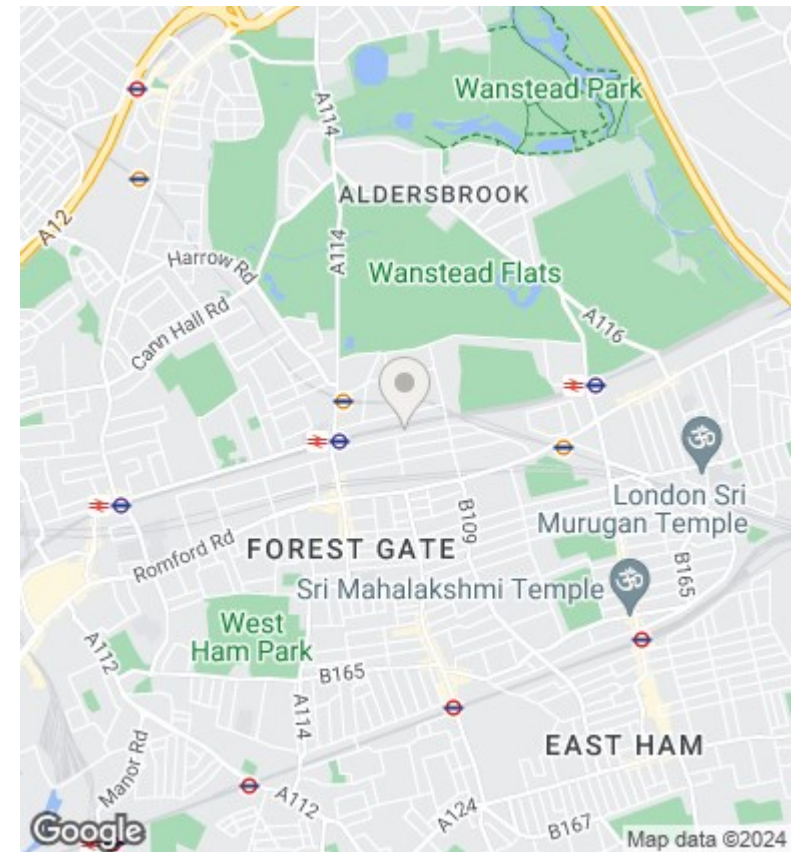 Wanstead Park
A114
ALDERSBROOK
A12
A114
Harrow Rd
Wanstead Flats
Cann Hall Rd
A116
London Sri
Murugan Temple
B109
Romford Rd
FOREST GATE
B165
Sri Mahalakshmi Temple
West
Ham Park
A112
B165
A114
EAST HAM
Manor Rd
A112
A124
B167
Google
Map data ©2024